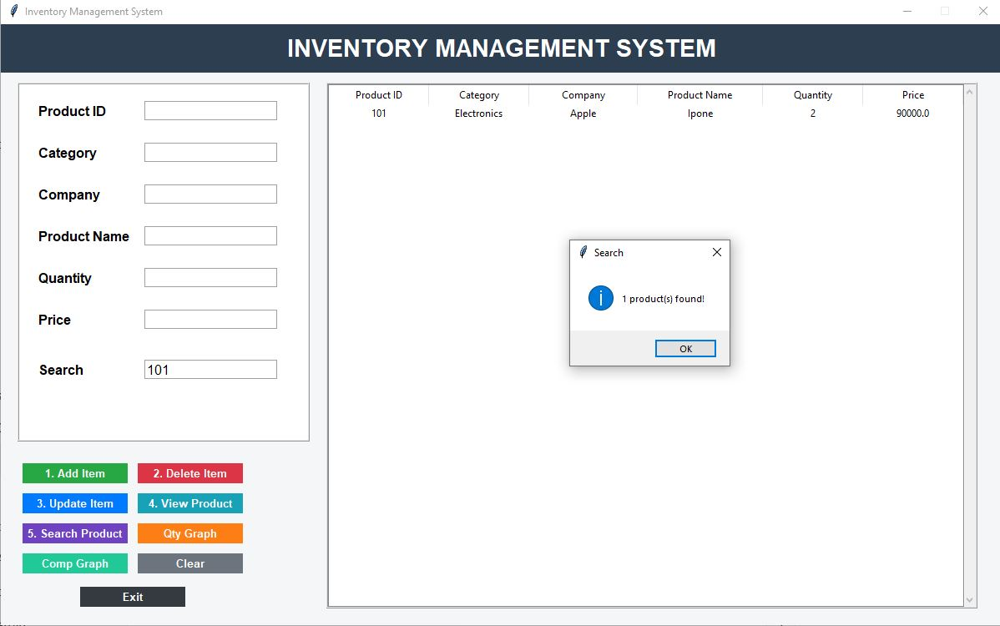 Inventory Management System
INVENTORY MANAGEMENT SYSTEM
Product ID
Category
Company
Product Name
Quantity
Price
Search 101
1. Add Item 2. Delete Item
3. Update Item 4. View Product
5. Search Product Qty Graph
Comp Graph Clear
Exit
Product ID Category Company Product Name Quantity Price
101 Electronics Apple Ipone 2 90000.0
Search
1 product(s) found!
OK